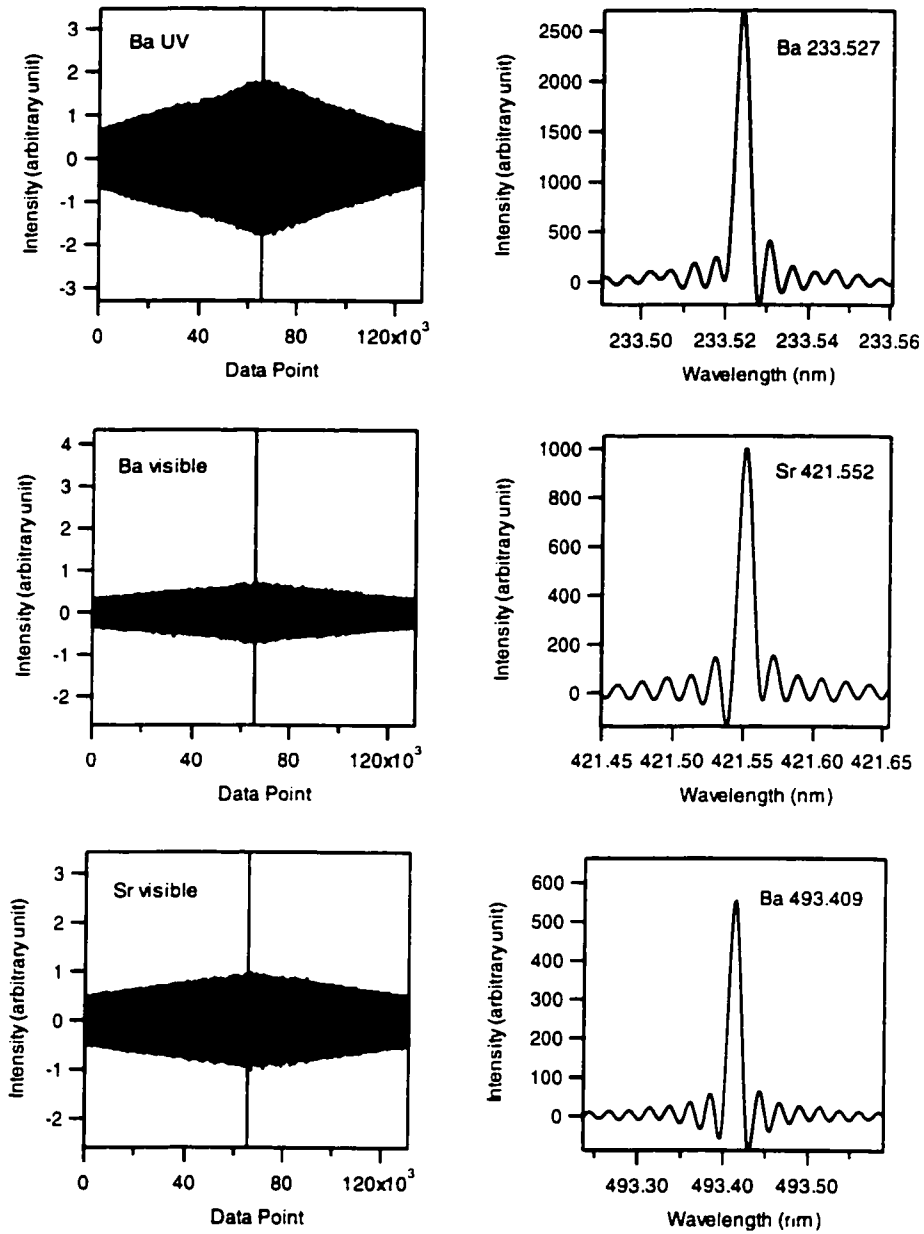 Ba UV
Intensity (arbitrary unit)
3
2
1
0
-1
-2
-3
0 40 80 120x10³
Data Point
Ba 233.527
Intensity (arbitrary unit)
2500
2000
1500
1000
500
0
233.50 233.52 233.54 233.56
Wavelength (nm)
Ba visible
Intensity (arbitrary unit)
4
3
2
1
0
-1
-2
0 40 80 120x10³
Data Point
Sr 421.552
Intensity (arbitrary unit)
1000
800
600
400
200
0
421.45 421.50 421.55 421.60 421.65
Wavelength (nm)
Sr visible
Intensity (arbitrary unit)
3
2
1
0
-1
-2
0 40 80 120x10³
Data Point
Ba 493.409
Intensity (arbitrary unit)
600
500
400
300
200
100
0
493.30 493.40 493.50
Wavelength (nm)